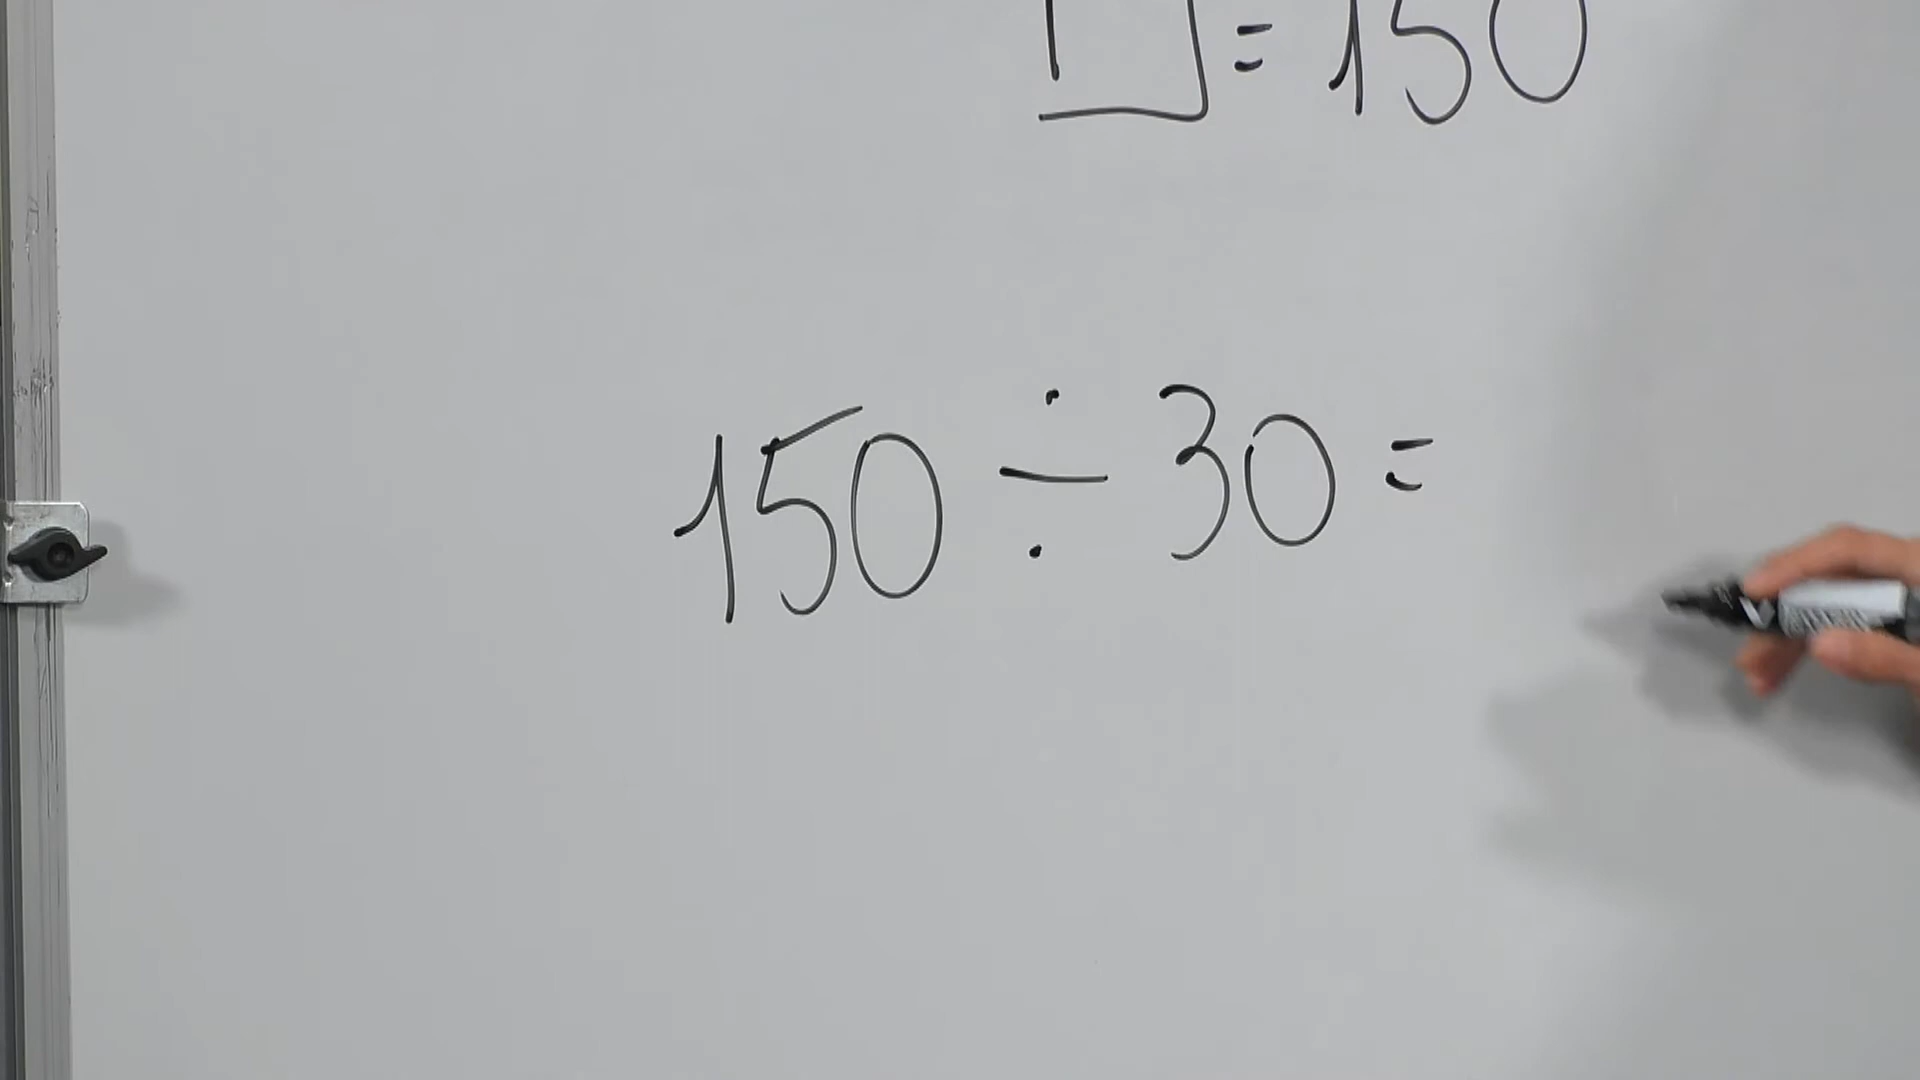 □ = 150
150 ÷ 30 =